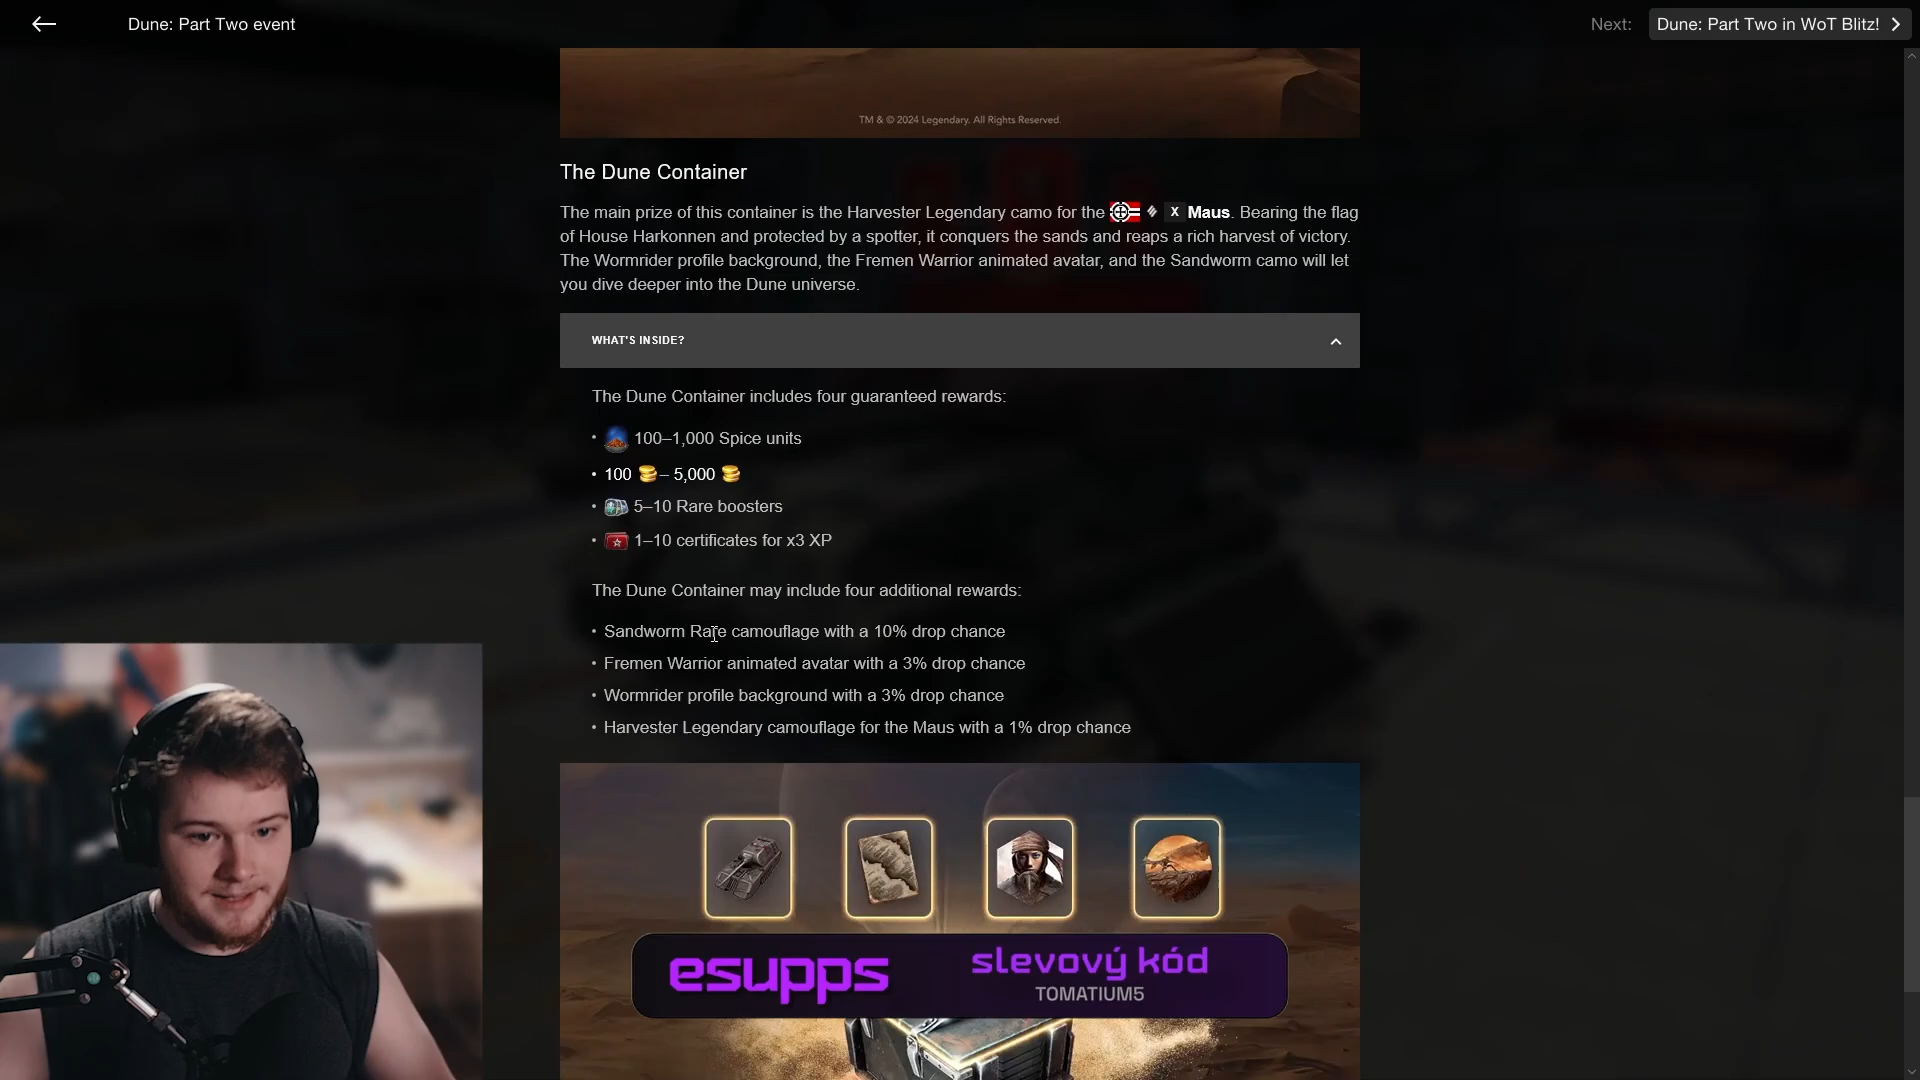 Dune: Part Two event
Next: Dune: Part Two in WoT Blitz!
TM & © 2024 Legendary. All Rights Reserved.
The Dune Container
The main prize of this container is the Harvester Legendary camo for the X Maus. Bearing the flag
of House Harkonnen and protected by a spotter, it conquers the sands and reaps a rich harvest of victory.
The Wormrider profile background, the Fremen Warrior animated avatar, and the Sandworm camo will let
you dive deeper into the Dune universe.
WHAT'S INSIDE?
The Dune Container includes four guaranteed rewards:
• 100–1,000 Spice units
• 100 – 5,000
• 5–10 Rare boosters
• 1–10 certificates for x3 XP
The Dune Container may include four additional rewards:
• Sandworm Rare camouflage with a 10% drop chance
• Fremen Warrior animated avatar with a 3% drop chance
• Wormrider profile background with a 3% drop chance
• Harvester Legendary camouflage for the Maus with a 1% drop chance
esupps
slevový kód
TOMATIUM5